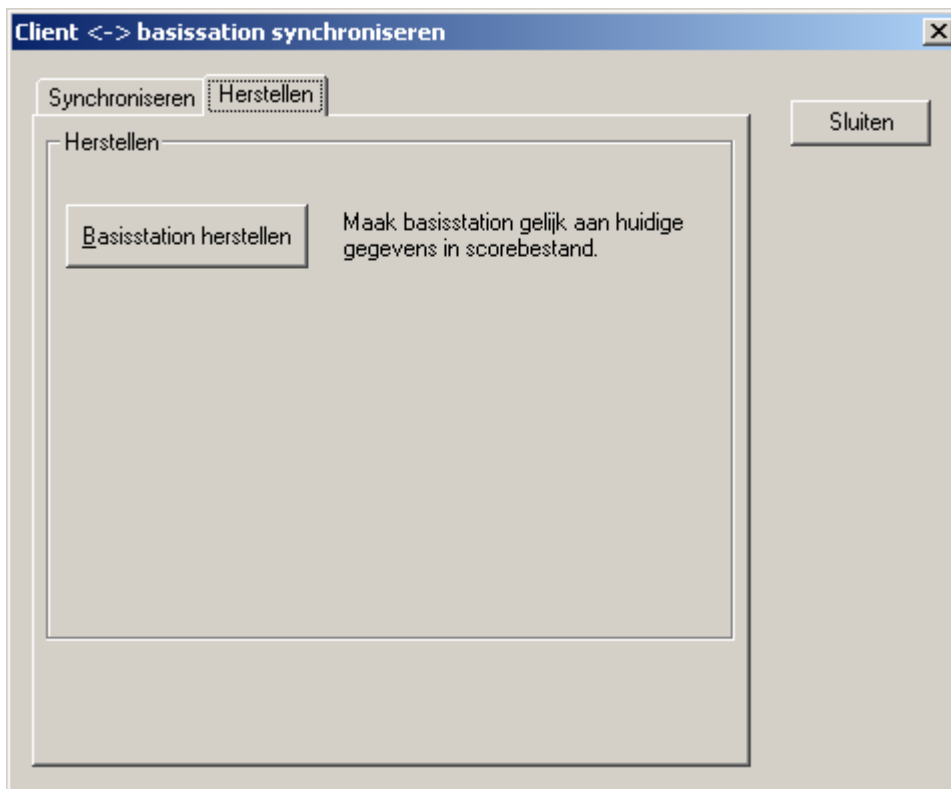 Client <-> basissation synchroniseren
Synchroniseren
Herstellen
Sluiten
Herstellen
Basisstation herstellen
Maak basisstation gelijk aan huidige
gegevens in scorebestand.